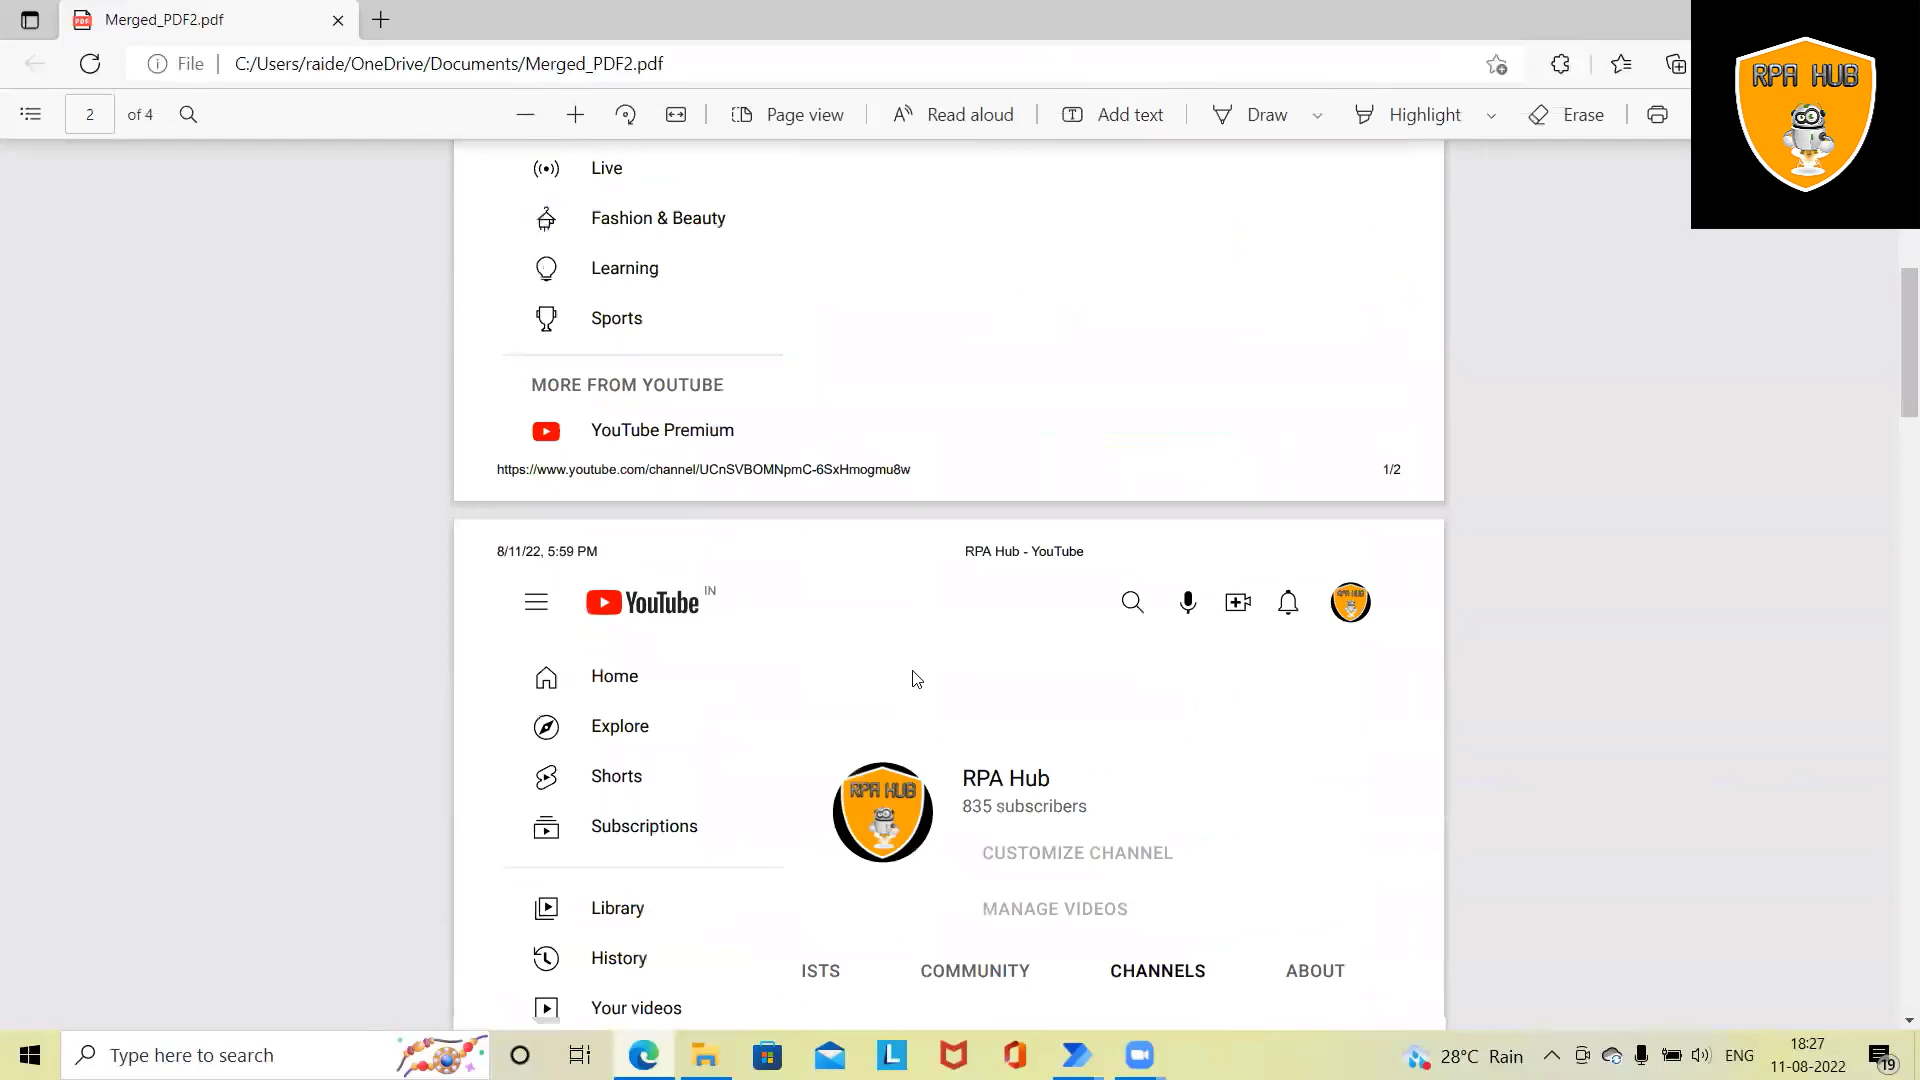 Merged_PDF2.pdf
File
C:/Users/raide/OneDrive/Documents/Merged_PDF2.pdf
RPA HUB
2 of 4
Page view
Read aloud
Add text
Draw
Highlight
Erase
Live
Fashion & Beauty
Learning
Sports
MORE FROM YOUTUBE
YouTube Premium
https://www.youtube.com/channel/UCnSVBOMNpmC-6SxHmogmu8w 1/2
8/11/22, 5:59 PM RPA Hub - YouTube
YouTube IN
Home
Explore
Shorts
Subscriptions
RPA HUB
RPA Hub
835 subscribers
CUSTOMIZE CHANNEL
MANAGE VIDEOS
Library
History
Your videos
ISTS COMMUNITY CHANNELS ABOUT
Type here to search
28°C Rain
ENG
18:27
11-08-2022
19